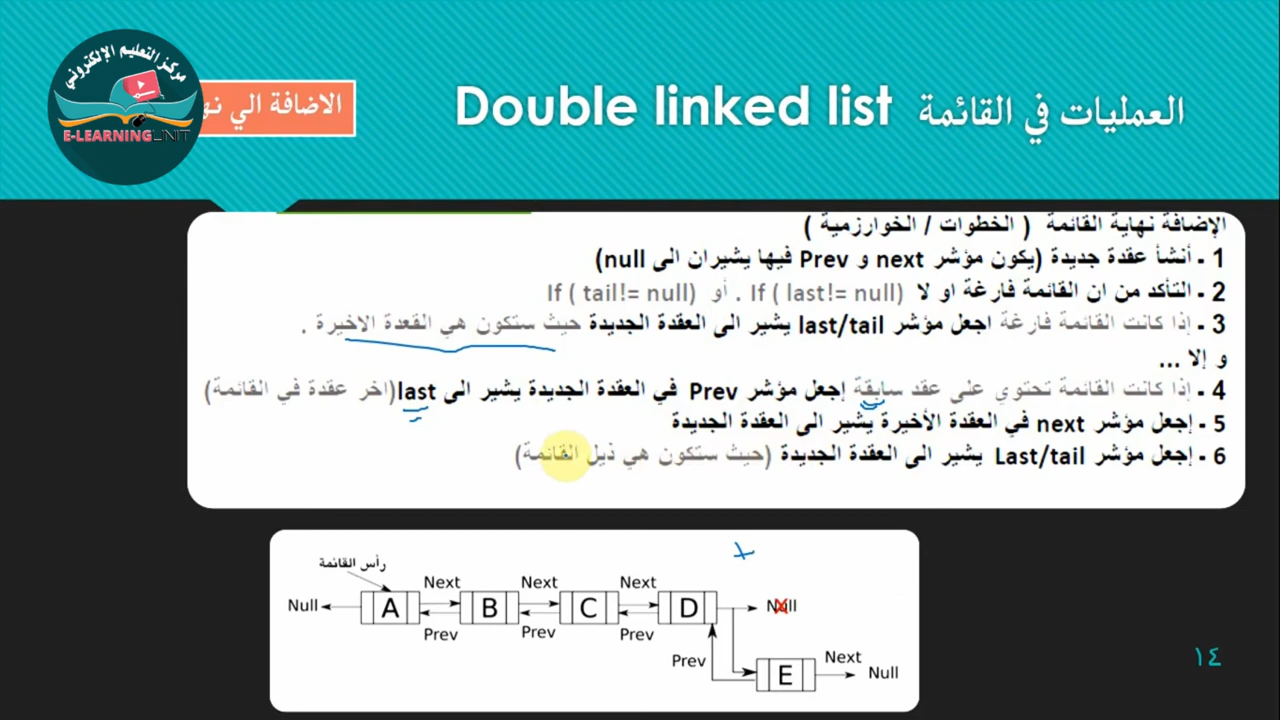 مركز التعليم الإلكتروني
E-LEARNING UNIT
العمليات في القائمة Double linked list
الاضافة الي
الإضافة نهاية القائمة ( الخطوات / الخوارزمية )
1 - أنشأ عقدة جديدة (يكون مؤشر next و Prev فيها يشيران الى null)
2 - التأكد من ان القائمة فارغة او لا If ( last!= null) . أو If ( tail!= null)
3 - إذا كانت القائمة فارغة اجعل مؤشر last/tail يشير الى العقدة الجديدة حيث ستكون هي القعدة الاخيرة .
و إلا ...
4 - إذا كانت القائمة تحتوي على عقد سابقة إجعل مؤشر Prev في العقدة الجديدة يشير الى last(اخر عقدة في القائمة)
5 - إجعل مؤشر next في العقدة الأخيرة يشير الى العقدة الجديدة
6 - إجعل مؤشر Last/tail يشير الى العقدة الجديدة (حيث ستكون هي ذيل القائمة)
رأس القائمة
Next Next Next
Null A B C D Null
Prev Prev Prev
Prev Next
E Null
١٤